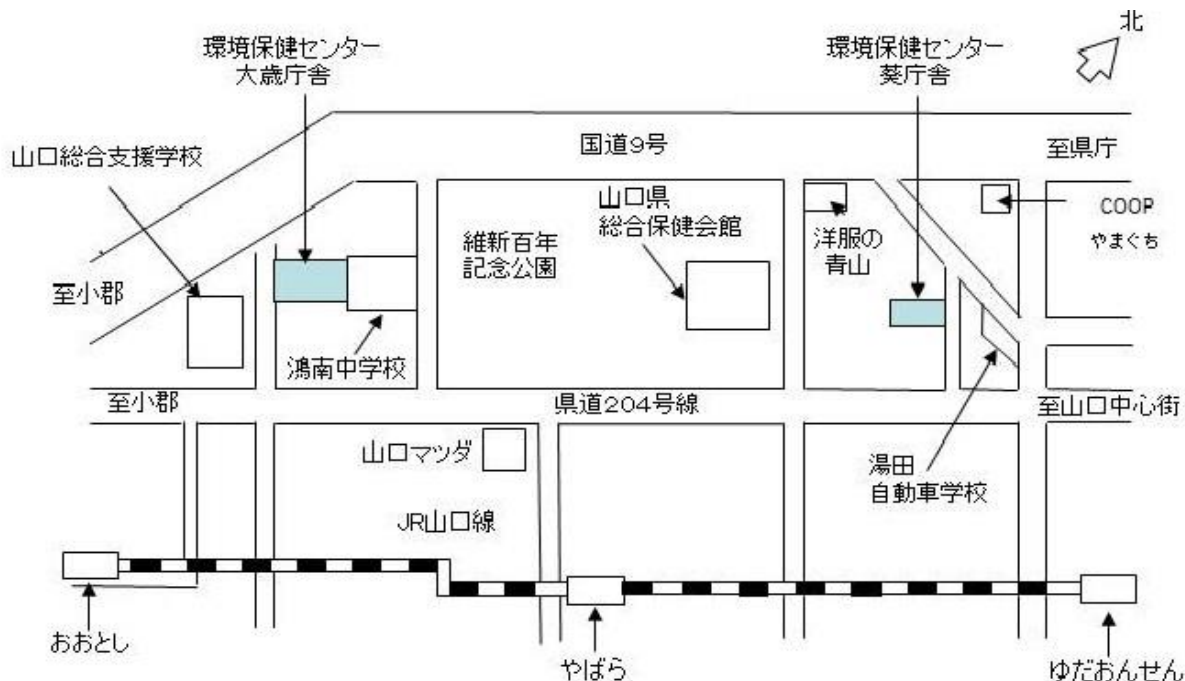 北
環境保健センター
大歳庁舎
環境保健センター
葵庁舎
国道9号
至県庁
山口総合支援学校
山口県
総合保健会館
COOP
やまぐち
維新百年
記念公園
洋服の
青山
至小郡
鴻南中学校
至小郡
県道204号線
至山口中心街
山口マツダ
湯田
自動車学校
JR山口線
おおとし
やばら
ゆだおんせん